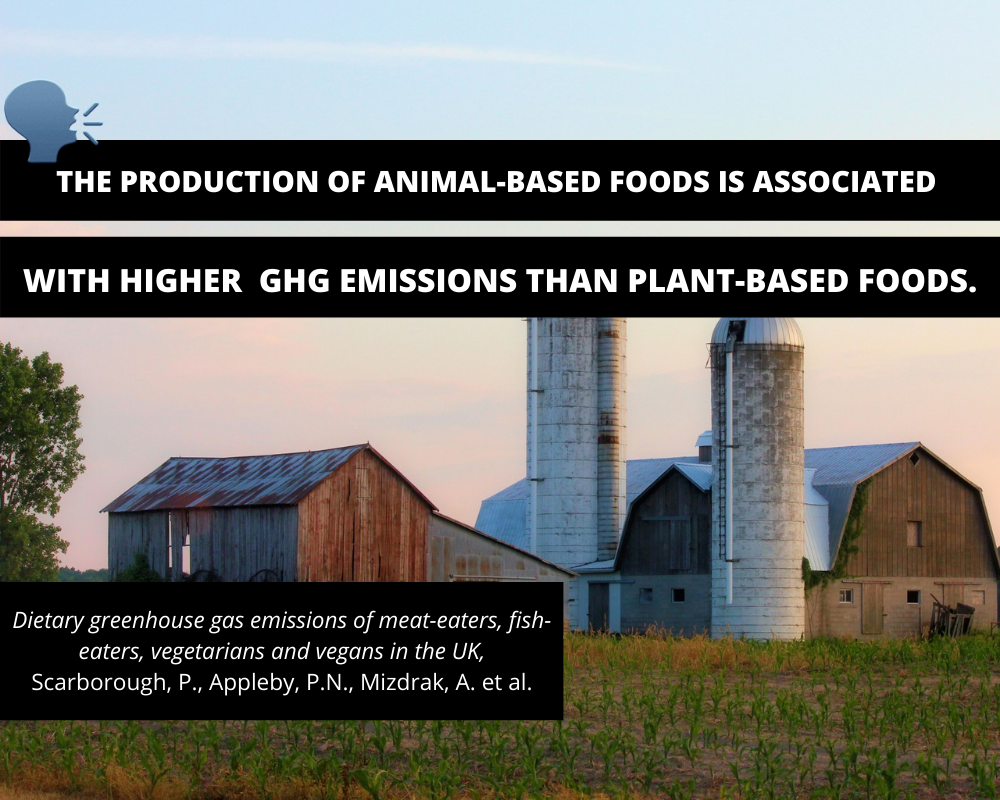 THE PRODUCTION OF ANIMAL-BASED FOODS IS ASSOCIATED
WITH HIGHER GHG EMISSIONS THAN PLANT-BASED FOODS.
Dietary greenhouse gas emissions of meat-eaters, fish-
eaters, vegetarians and vegans in the UK,
Scarborough, P., Appleby, P.N., Mizdrak, A. et al.